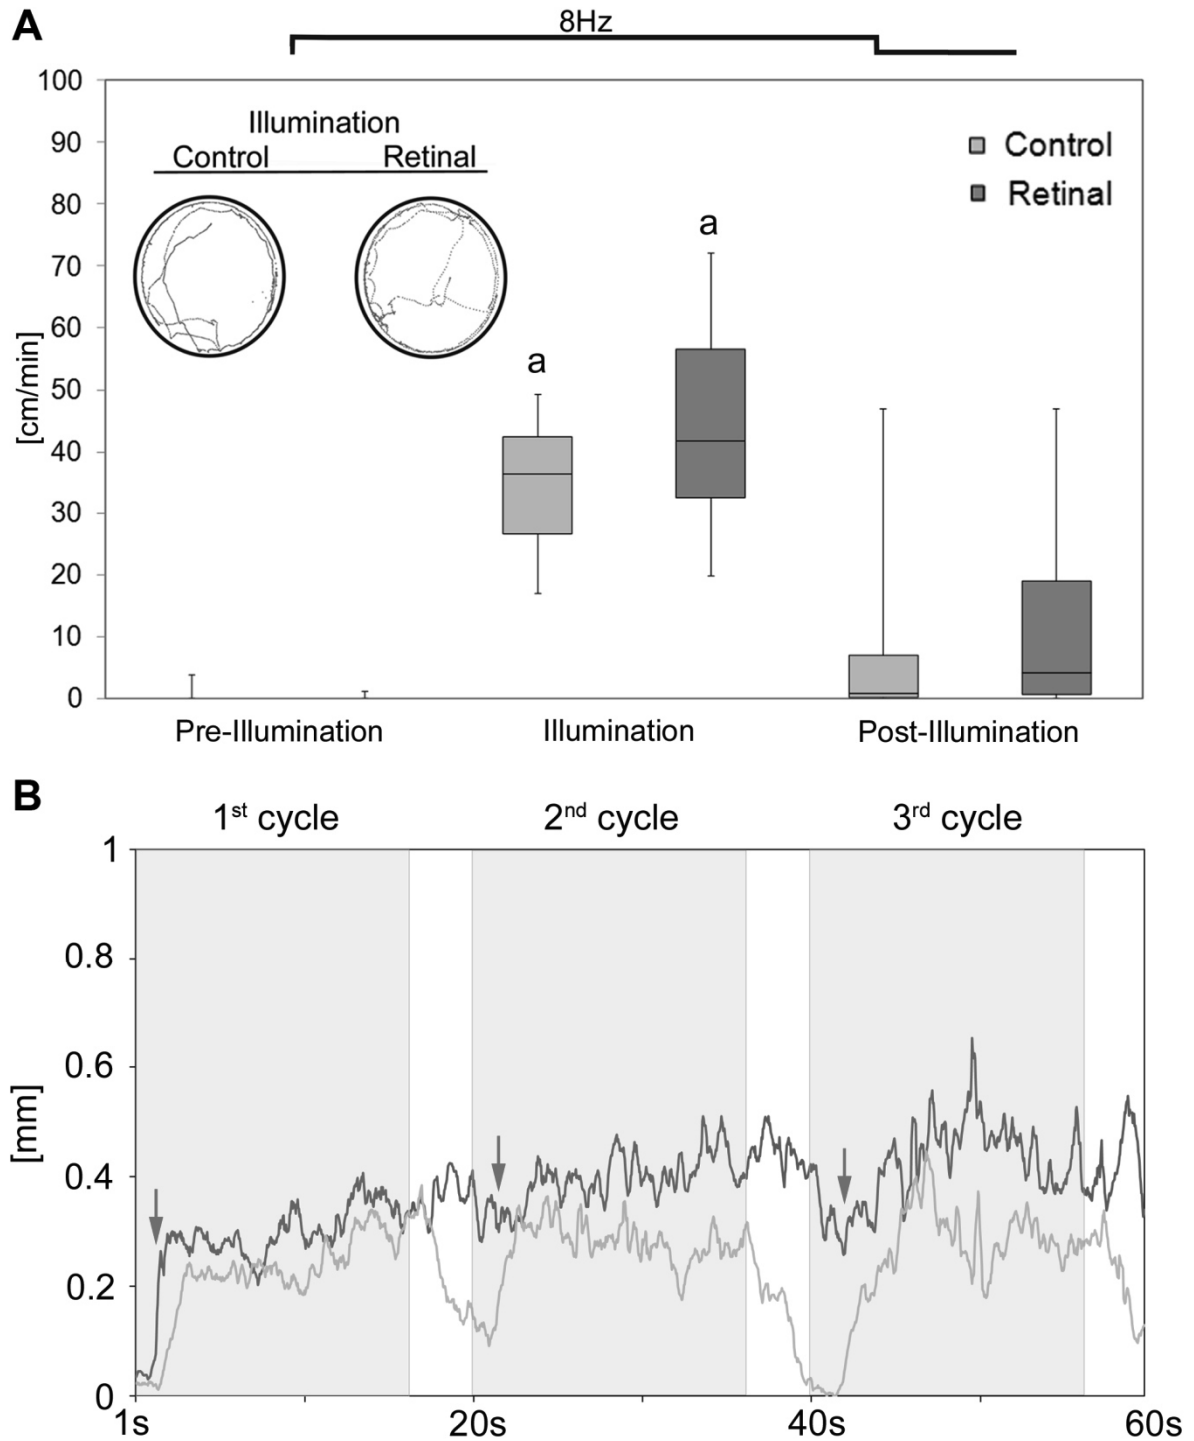 A
8Hz
100
90
80
70
60
50
40
30
20
10
0
[cm/min]
Illumination
Control Retinal
Control
Retinal
a
a
Pre-Illumination Illumination Post-Illumination
B
1st cycle 2nd cycle 3rd cycle
1
0.8
0.6
0.4
0.2
0
[mm]
1s 20s 40s 60s